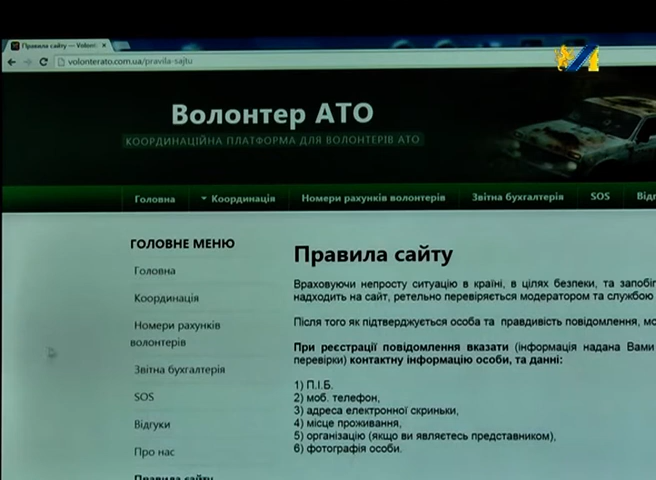 Правила сайту — Volont
volonterato.com.ua/pravila-sajtu
Волонтер АТО
КООРДИНАЦІЙНА ПЛАТФОРМА ДЛЯ ВОЛОНТЕРІВ АТО
Головна Координація Номери рахунків волонтерів Звітна бухгалтерія SOS Відг
ГОЛОВНЕ МЕНЮ
Головна
Координація
Номери рахунків
волонтерів
Звітна бухгалтерія
SOS
Відгуки
Про нас
Правила сайту
Правила сайту
Враховуючи непросту ситуацію в країні, в цілях безпеки, та запобіг
надходить на сайт, ретельно перевіряється модератором та службою
Після того як підтверджується особа та правдивість повідомлення, мо
При реєстрації повідомлення вказати (інформація надана Вами
перевірки) контактну інформацію особи, та данні:
1) П.І.Б.
2) моб. телефон,
3) адреса електронної скриньки,
4) місце проживання,
5) організацію (якщо ви являєтесь представником),
6) фотографія особи.